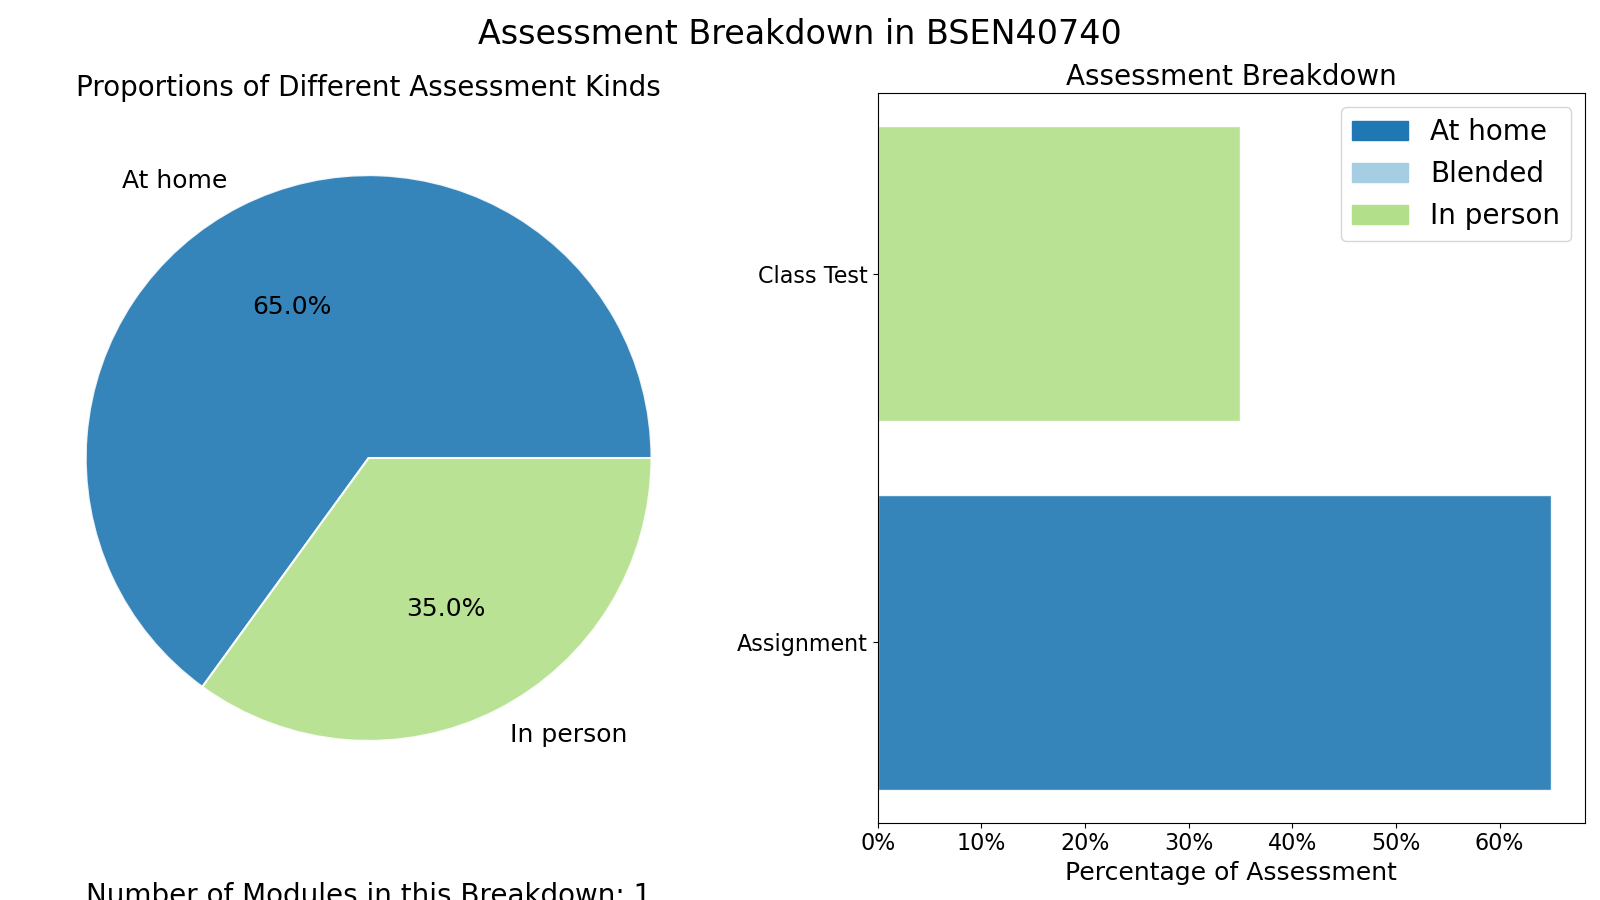 Assessment Breakdown in BSEN40740
Proportions of Different Assessment Kinds
At home
65.0%
35.0%
In person
Number of Modules in this Breakdown: 1
Assessment Breakdown
At home
Blended
In person
Class Test
Assignment
0% 10% 20% 30% 40% 50% 60%
Percentage of Assessment